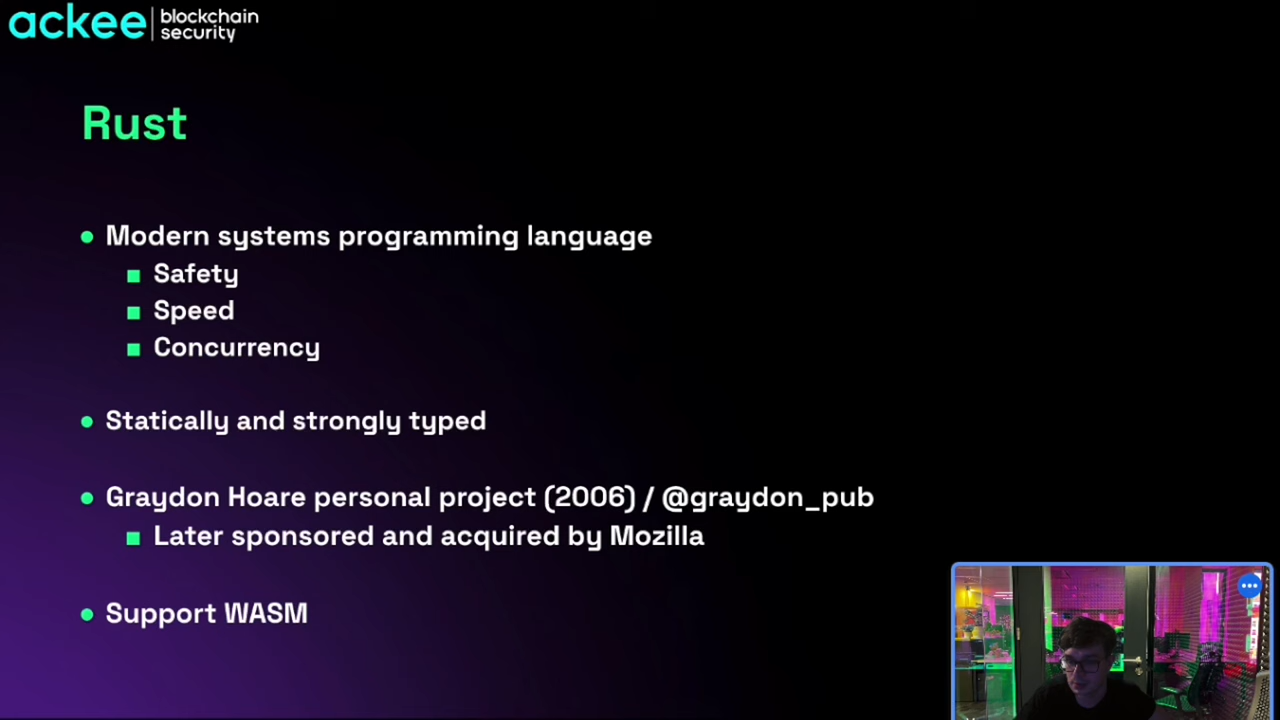 ackee blockchain
security
Rust
Modern systems programming language
Safety
Speed
Concurrency
Statically and strongly typed
Graydon Hoare personal project (2006) / @graydon_pub
Later sponsored and acquired by Mozilla
Support WASM